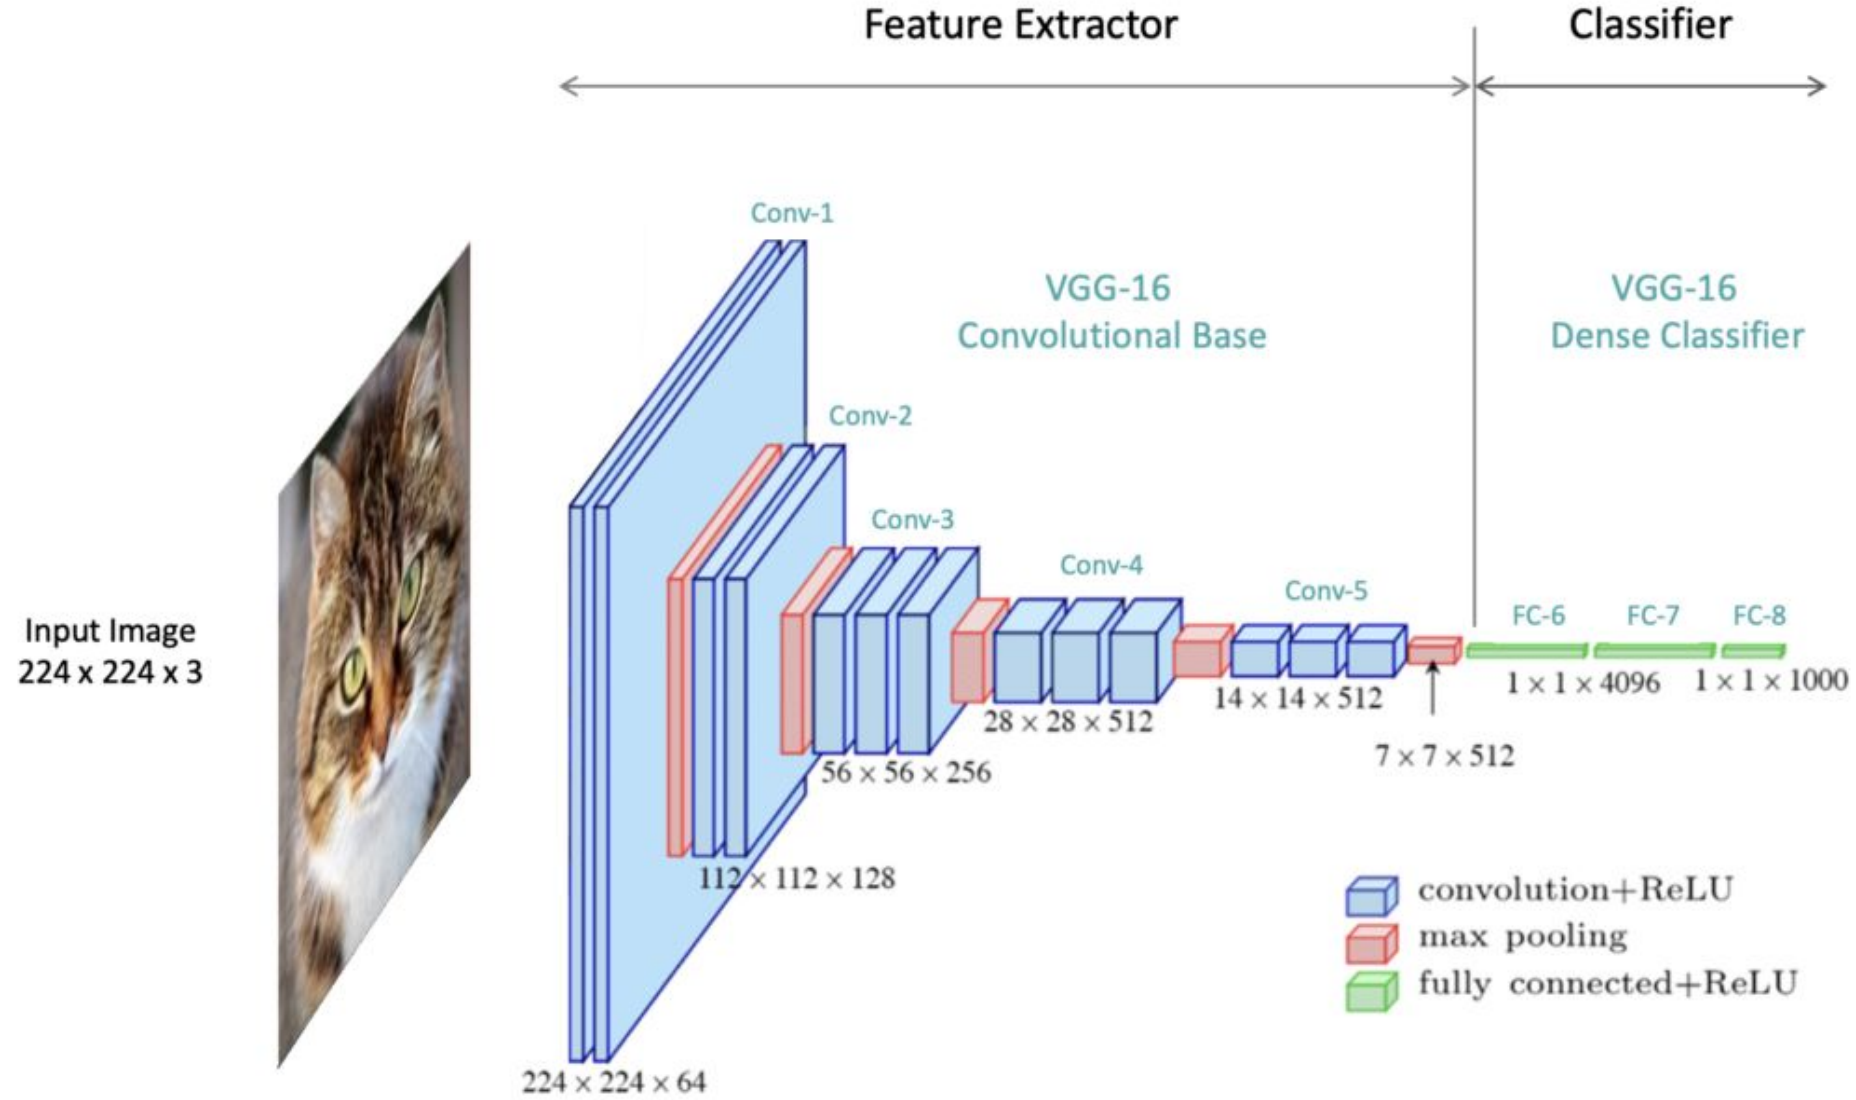 Feature Extractor
Classifier
Conv-1
VGG-16
Convolutional Base
VGG-16
Dense Classifier
Conv-2
Conv-3
Conv-4
Conv-5
FC-6
FC-7
FC-8
Input Image
224 x 224 x 3
1 × 1 × 4096
1 × 1 × 1000
14 × 14 × 512
28 × 28 × 512
7 × 7 × 512
56 × 56 × 256
112 × 112 × 128
224 × 224 × 64
convolution+ReLU
max pooling
fully connected+ReLU